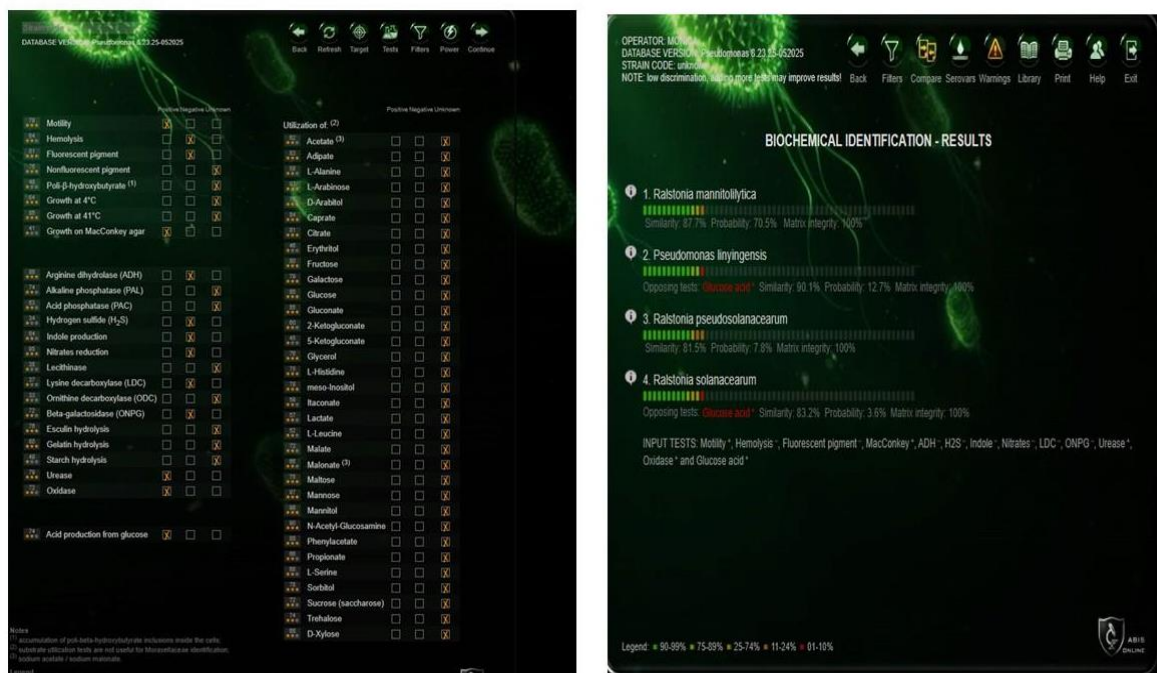 DATABASE VERSION: Pseudomonas 8.23.25-052025
Back Refresh Target Tests Filters Power Continue
Positive Negative Unknown
Motility
Hemolysis
Fluorescent pigment
Nonfluorescent pigment
Poli-β-hydroxybutyrate (1)
Growth at 4°C
Growth at 41°C
Growth on MacConkey agar
Arginine dihydrolase (ADH)
Alkaline phosphatase (PAL)
Acid phosphatase (PAC)
Hydrogen sulfide (H2S)
Indole production
Nitrates reduction
Lecithinase
Lysine decarboxylase (LDC)
Ornithine decarboxylase (ODC)
Beta-galactosidase (ONPG)
Esculin hydrolysis
Gelatin hydrolysis
Starch hydrolysis
Urease
Oxidase
Acid production from glucose
Positive Negative Unknown
Utilization of: (2)
Acetate (3)
Adipate
L-Alanine
L-Arabinose
D-Arabitol
Caprate
Citrate
Erythritol
Fructose
Galactose
Glucose
Gluconate
2-Ketogluconate
5-Ketogluconate
Glycerol
L-Histidine
meso-Inositol
Itaconate
Lactate
L-Leucine
Malate
Malonate (3)
Maltose
Mannose
Mannitol
N-Acetyl-Glucosamine
Phenylacetate
Propionate
L-Serine
Sorbitol
Sucrose (saccharose)
Trehalose
D-Xylose
Notes
(1) accumulation of poli-beta-hydroxybutyrate inclusions inside the cells;
(2) substrate utilization tests are not useful for Moraxellaceae identification;
(3) sodium acetate / sodium malonate.
OPERATOR:
DATABASE VERSION: Pseudomonas 8.23.25-052025
STRAIN CODE: unknown
NOTE: low discrimination, adding more tests may improve results!
Back Filters Compare Serovars Warnings Library Print Help Exit
BIOCHEMICAL IDENTIFICATION - RESULTS
1. Ralstonia mannitolilytica
Similarity: 87.7% Probability: 70.5% Matrix integrity: 100%
2. Pseudomonas linyingensis
Opposing tests: Glucose acid+ Similarity: 90.1% Probability: 12.7% Matrix integrity: 100%
3. Ralstonia pseudosolanacearum
Similarity: 81.5% Probability: 7.8% Matrix integrity: 100%
4. Ralstonia solanacearum
Opposing tests: Glucose acid+ Similarity: 83.2% Probability: 3.6% Matrix integrity: 100%
INPUT TESTS: Motility+, Hemolysis-, Fluorescent pigment-, MacConkey+, ADH-, H2S-, Indole-, Nitrates-, LDC-, ONPG-, Urease+,
Oxidase+ and Glucose acid+
Legend: 90-99% 75-89% 25-74% 11-24% 01-10%
ABIS
ONLINE